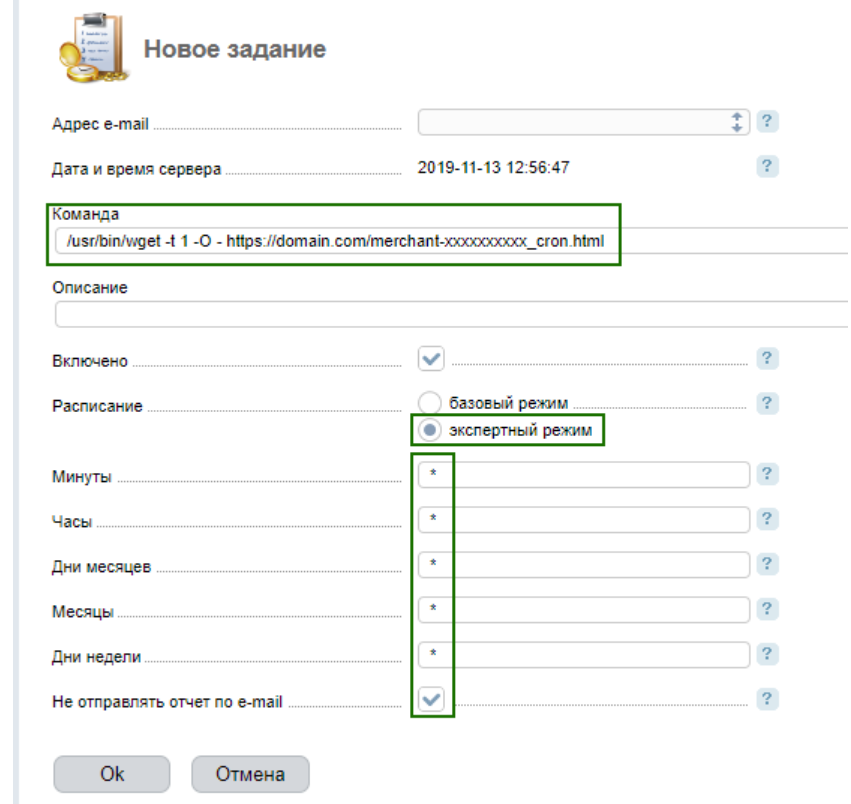 Новое задание
Адрес e-mail ?
Дата и время сервера 2019-11-13 12:56:47 ?
Команда
/usr/bin/wget -t 1 -O - https://domain.com/merchant-xxxxxxxxxx_cron.html
Описание
Включено ?
Расписание базовый режим ?
экспертный режим
Минуты * ?
Часы * ?
Дни месяцев * ?
Месяцы * ?
Дни недели * ?
Не отправлять отчет по e-mail ?
Ok Отмена